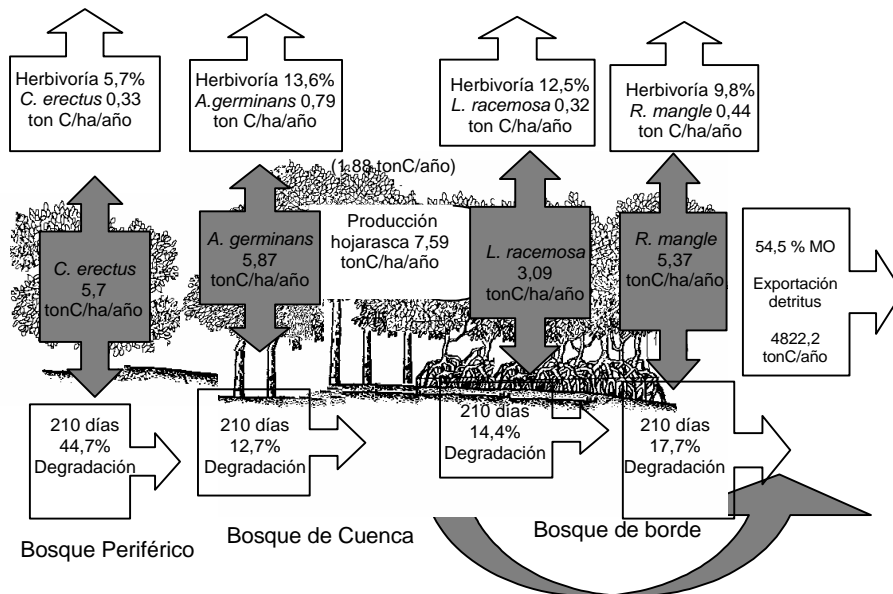 Herbivoría 5,7%
C. erectus 0,33
ton C/ha/año
Herbivoría 13,6%
A.germinans 0,79
ton C/ha/año
Herbivoría 12,5%
L. racemosa 0,32
ton C/ha/año
Herbivoría 9,8%
R. mangle 0,44
ton C/ha/año
(1.88 tonC/año)
C. erectus
5,7
tonC/ha/año
A. germinans
5,87
tonC/ha/año
Producción
hojarasca 7,59
tonC/ha/año
L. racemosa
3,09
tonC/ha/año
R. mangle
5,37
tonC/ha/año
54,5 % MO
Exportación
detritus
4822,2
tonC/año
210 días
44,7%
Degradación
210 días
12,7%
Degradación
210 días
14,4%
Degradación
210 días
17,7%
Degradación
Bosque Periférico
Bosque de Cuenca
Bosque de borde